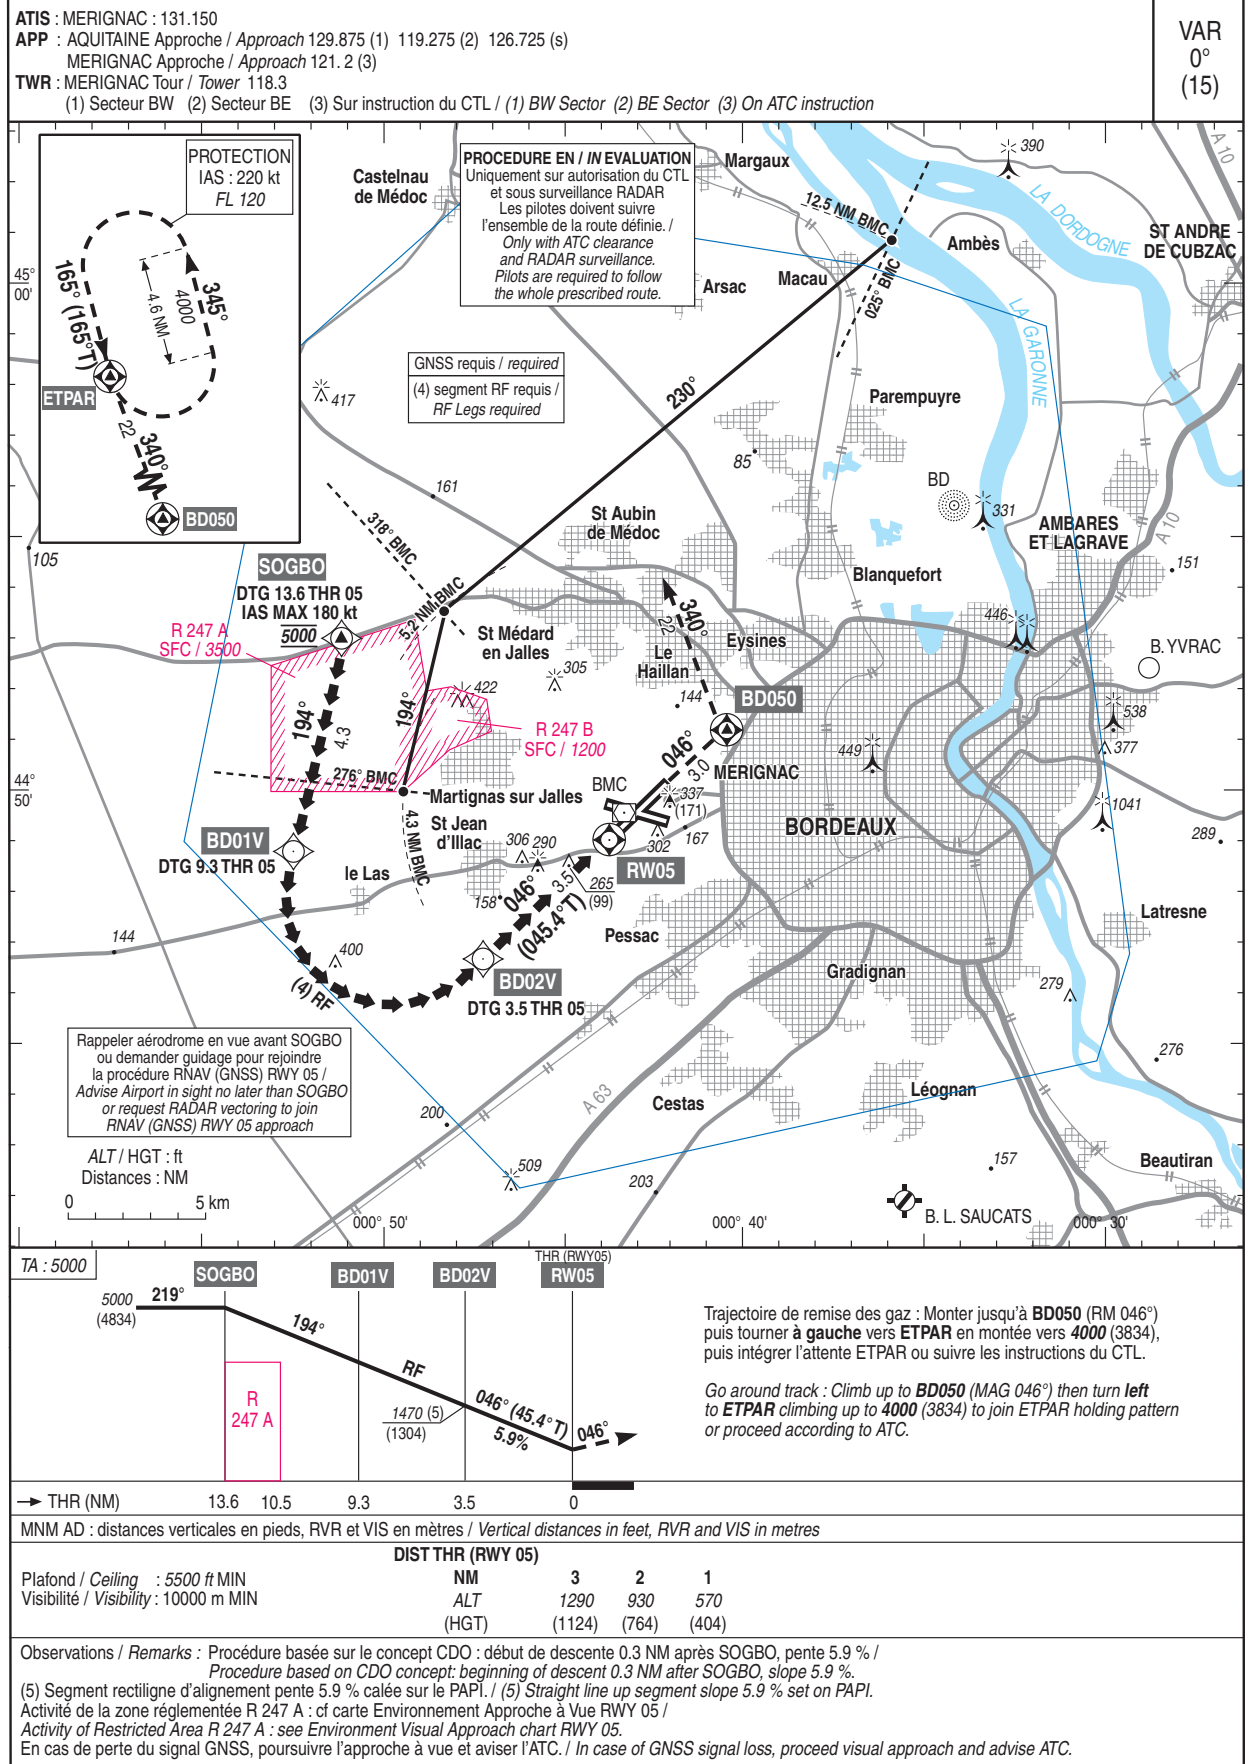 ATIS : MERIGNAC : 131.150
APP : AQUITAINE Approche / Approach 129.875 (1) 119.275 (2) 126.725 (s)
MERIGNAC Approche / Approach 121. 2 (3)
TWR : MERIGNAC Tour / Tower 118.3
(1) Secteur BW (2) Secteur BE (3) Sur instruction du CTL / (1) BW Sector (2) BE Sector (3) On ATC instruction
VAR
0°
(15)
PROTECTION
IAS : 220 kt
FL 120
165° (165°T)
4.6 NM
4000
345°
ETPAR
22
340°
BD050
PROCEDURE EN / IN EVALUATION
Uniquement sur autorisation du CTL
et sous surveillance RADAR
Les pilotes doivent suivre
l'ensemble de la route définie. /
Only with ATC clearance
and RADAR surveillance.
Pilots are required to follow
the whole prescribed route.
GNSS requis / required
(4) segment RF requis /
RF Legs required
Castelnau
de Médoc
Margaux
12.5 NM BMC
390
A 10
LA DORDOGNE
ST ANDRE
DE CUBZAC
Ambès
Macau
Arsac
025° BMC
LA GARONNE
45°
00'
417
230°
Parempuyre
85
161
BD
331
318° BMC
St Aubin
de Médoc
AMBARES
ET LAGRAVE
A 10
151
105
SOGBO
DTG 13.6 THR 05
IAS MAX 180 kt
5000
Blanquefort
5.2 NM BMC
R 247 A
SFC / 3500
St Médard
en Jalles
340°
22
Eysines
446
B. YVRAC
Le
Haillan
305
422
144
BD050
194°
4.3
194°
R 247 B
SFC / 1200
538
377
449
046°
3.0
MERIGNAC
276° BMC
44°
50'
BMC
337
(171)
1041
Martignas sur Jalles
4.3 NM BMC
St Jean
d'Illac
BORDEAUX
289
BD01V
DTG 9.3 THR 05
306
290
302
167
RW05
le Las
158
046°
(045.4°T)
3.5
265
(99)
Latresne
144
Pessac
400
BD02V
DTG 3.5 THR 05
Gradignan
279
(4) RF
Rappeler aérodrome en vue avant SOGBO
ou demander guidage pour rejoindre
la procédure RNAV (GNSS) RWY 05 /
Advise Airport in sight no later than SOGBO
or request RADAR vectoring to join
RNAV (GNSS) RWY 05 approach
276
A 63
Léognan
Cestas
200
ALT / HGT : ft
Distances : NM
0 5 km
509
203
157
Beautiran
B. L. SAUCATS
000° 50'
000° 40'
000° 30'
TA : 5000
SOGBO
BD01V
BD02V
THR (RWY05)
RW05
5000
(4834)
219°
194°
RF
R
247 A
1470 (5)
(1304)
046° (45.4°T)
5.9%
046°
Trajectoire de remise des gaz : Monter jusqu'à BD050 (RM 046°)
puis tourner à gauche vers ETPAR en montée vers 4000 (3834),
puis intégrer l'attente ETPAR ou suivre les instructions du CTL.
Go around track : Climb up to BD050 (MAG 046°) then turn left
to ETPAR climbing up to 4000 (3834) to join ETPAR holding pattern
or proceed according to ATC.
THR (NM) 13.6 10.5 9.3 3.5 0
MNM AD : distances verticales en pieds, RVR et VIS en mètres / Vertical distances in feet, RVR and VIS in metres
DIST THR (RWY 05)
Plafond / Ceiling : 5500 ft MIN
Visibilité / Visibility : 10000 m MIN
NM 3 2 1
ALT 1290 930 570
(HGT) (1124) (764) (404)
Observations / Remarks : Procédure basée sur le concept CDO : début de descente 0.3 NM après SOGBO, pente 5.9 % /
Procedure based on CDO concept: beginning of descent 0.3 NM after SOGBO, slope 5.9 %.
(5) Segment rectiligne d'alignement pente 5.9 % calée sur le PAPI. / (5) Straight line up segment slope 5.9 % set on PAPI.
Activité de la zone réglementée R 247 A : cf carte Environnement Approche à Vue RWY 05 /
Activity of Restricted Area R 247 A : see Environment Visual Approach chart RWY 05.
En cas de perte du signal GNSS, poursuivre l'approche à vue et aviser l'ATC. / In case of GNSS signal loss, proceed visual approach and advise ATC.